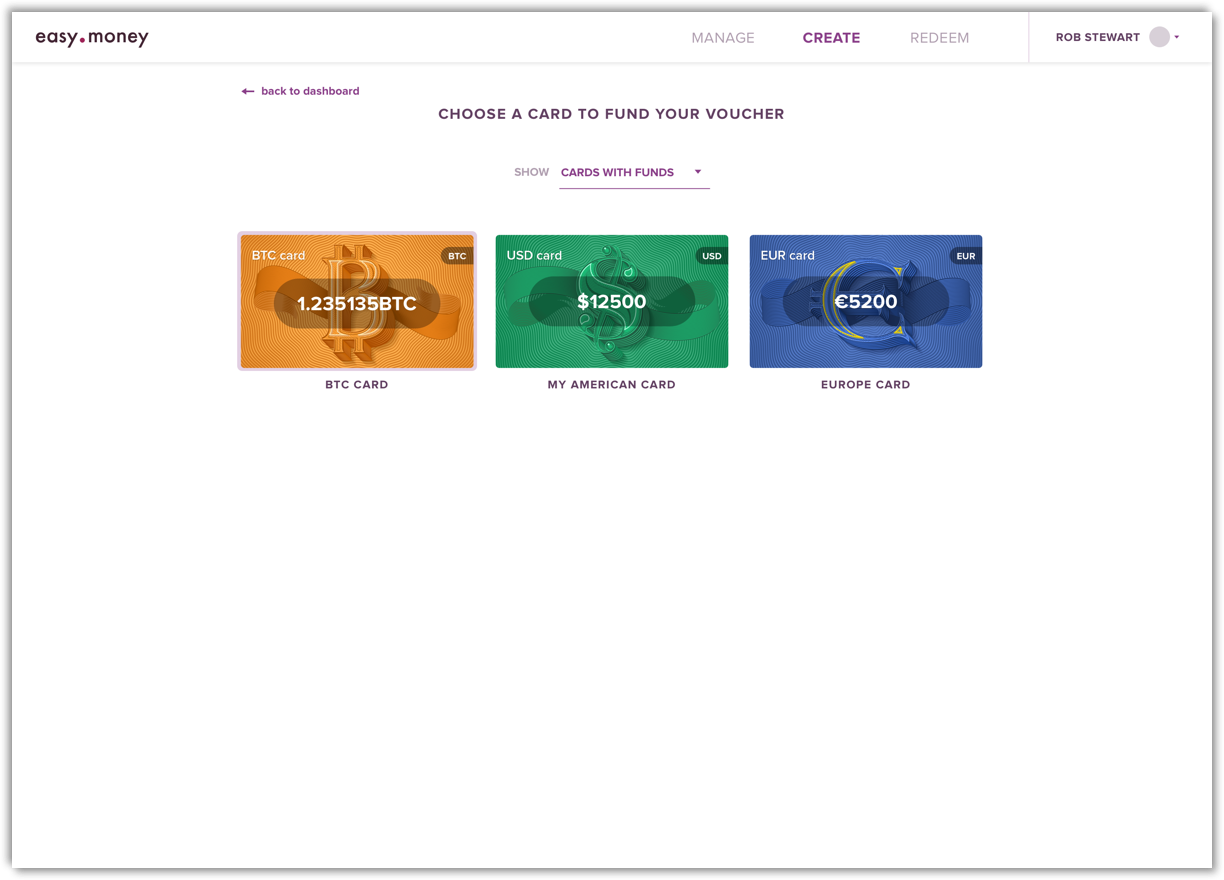 easy.money
MANAGE CREATE REDEEM ROB STEWART
back to dashboard
CHOOSE A CARD TO FUND YOUR VOUCHER
SHOW CARDS WITH FUNDS
BTC card BTC
1.235135BTC
BTC CARD
USD card USD
$12500
MY AMERICAN CARD
EUR card EUR
€5200
EUROPE CARD